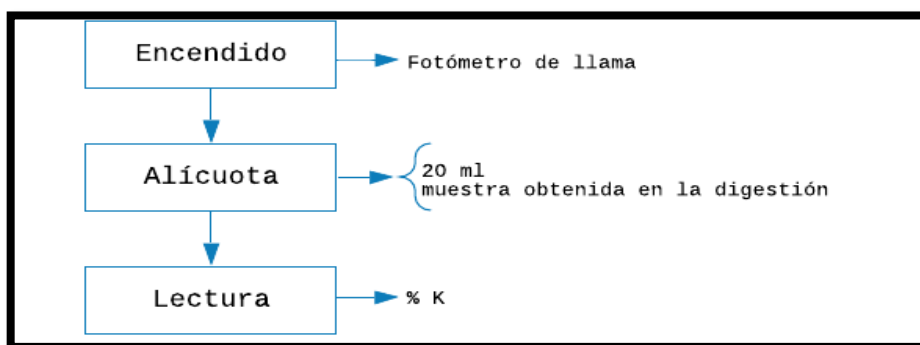 Encendido
Fotómetro de llama
Alícuota
20 ml
muestra obtenida en la digestión
Lectura
% K